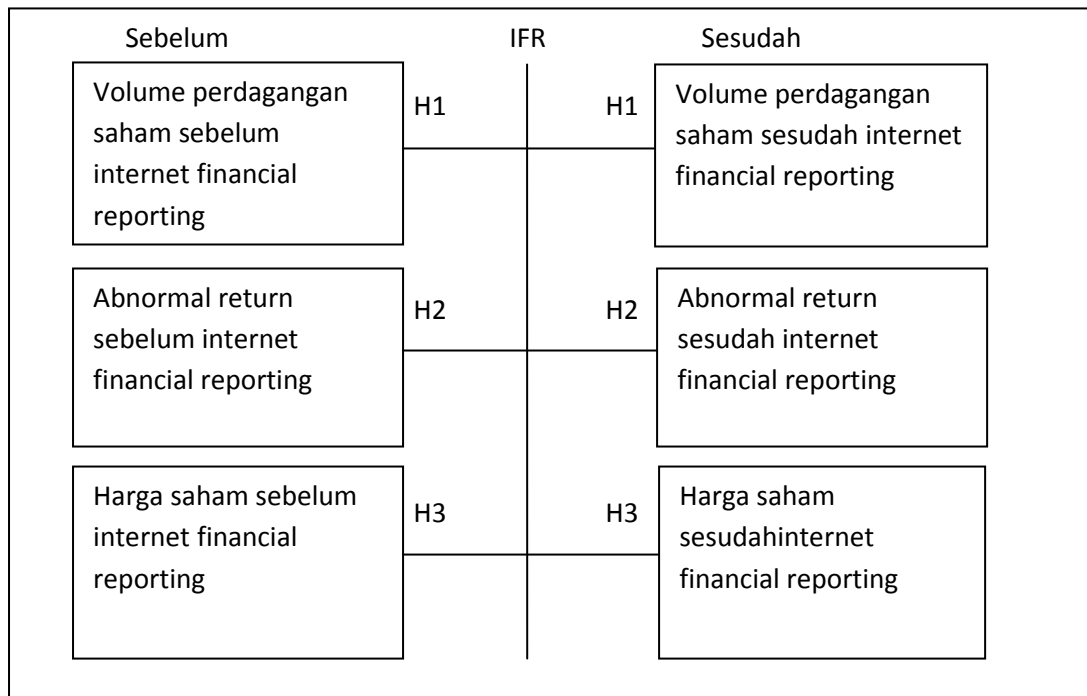 Sebelum IFR Sesudah
Volume perdagangan
saham sebelum
internet financial
reporting
H1
H1
Volume perdagangan
saham sesudah internet
financial reporting
Abnormal return
sebelum internet
financial reporting
H2
H2
Abnormal return
sesudah internet
financial reporting
Harga saham sebelum
internet financial
reporting
H3
H3
Harga saham
sesudahinternet
financial reporting